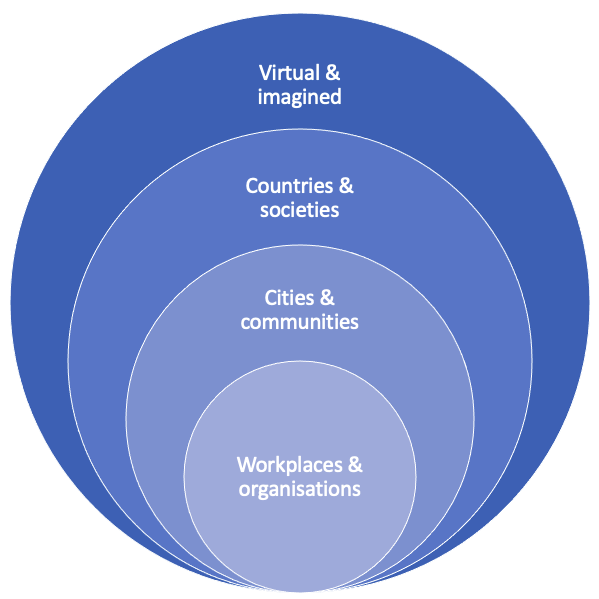 Virtual &
imagined
Countries &
societies
Cities &
communities
Workplaces &
organisations